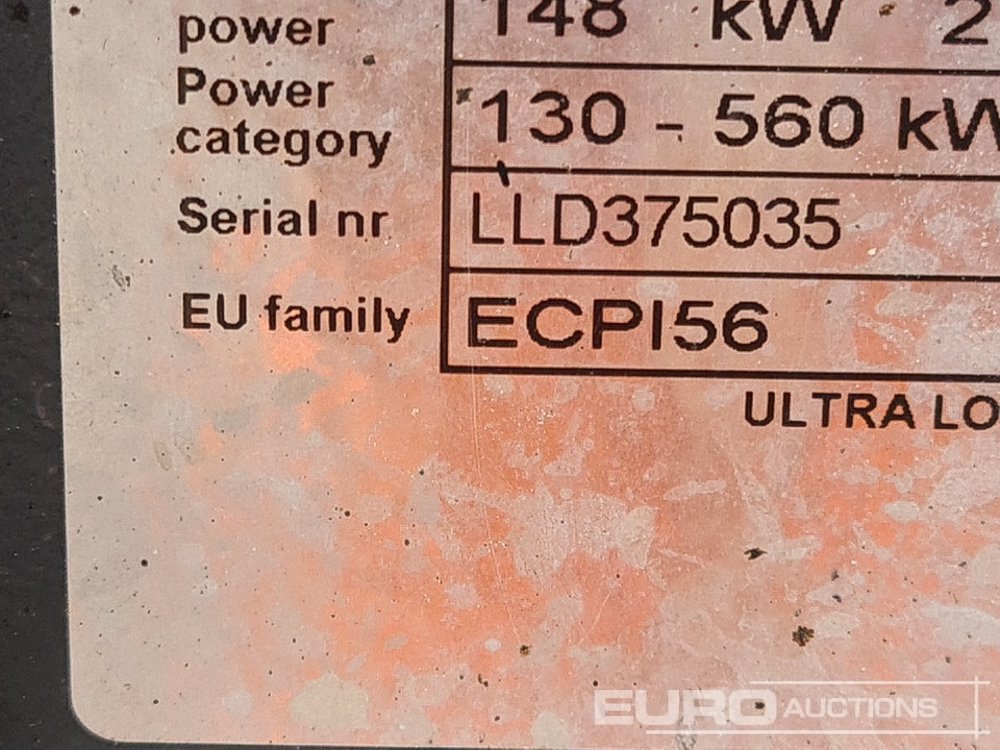 power 148 kW 2
Power
category 130 - 560 kW
Serial nr LLD375035
EU family ECPI56
ULTRA LO
EURO AUCTIONS